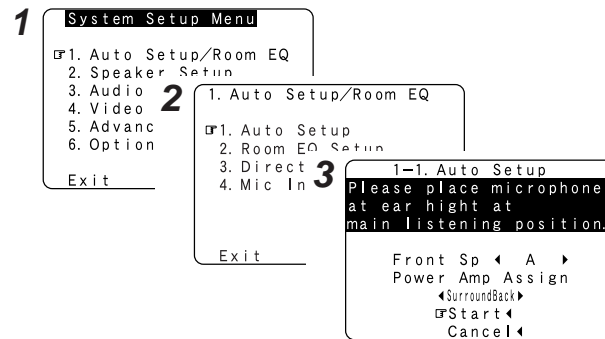 1
System Setup Menu
☞1. Auto Setup/Room EQ
2. Speaker Setup
3. Audio
4. Video
5. Advanc
6. Option
Exit
2
1. Auto Setup/Room EQ
☞1. Auto Setup
2. Room EQ Setup
3. Direct
4. Mic In
Exit
3
1-1. Auto Setup
Please place microphone
at ear hight at
main listening position.
Front Sp ◀ A ▶
Power Amp Assign
◀SurroundBack▶
☞Start◀
Cancel◀